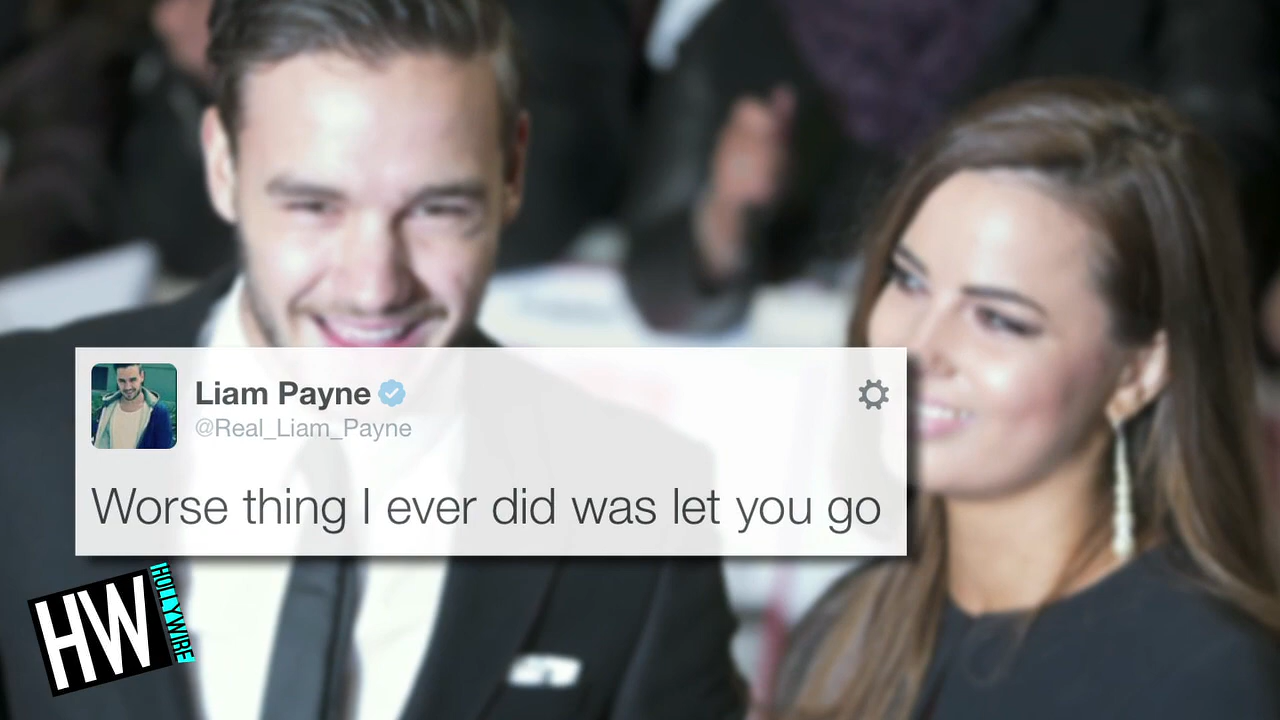 Liam Payne
@Real_Liam_Payne
Worse thing I ever did was let you go
HW
HOLLYWIRE